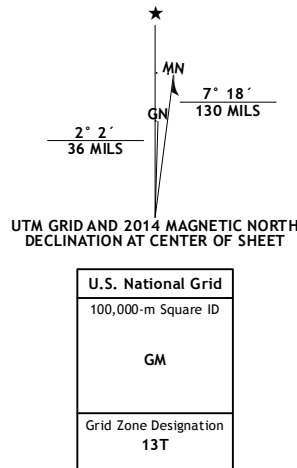 ★
MN
7° 18´
130 MILS
GN
2° 2´
36 MILS
UTM GRID AND 2014 MAGNETIC NORTH
DECLINATION AT CENTER OF SHEET
U.S. National Grid
100,000-m Square ID
GM
Grid Zone Designation
13T